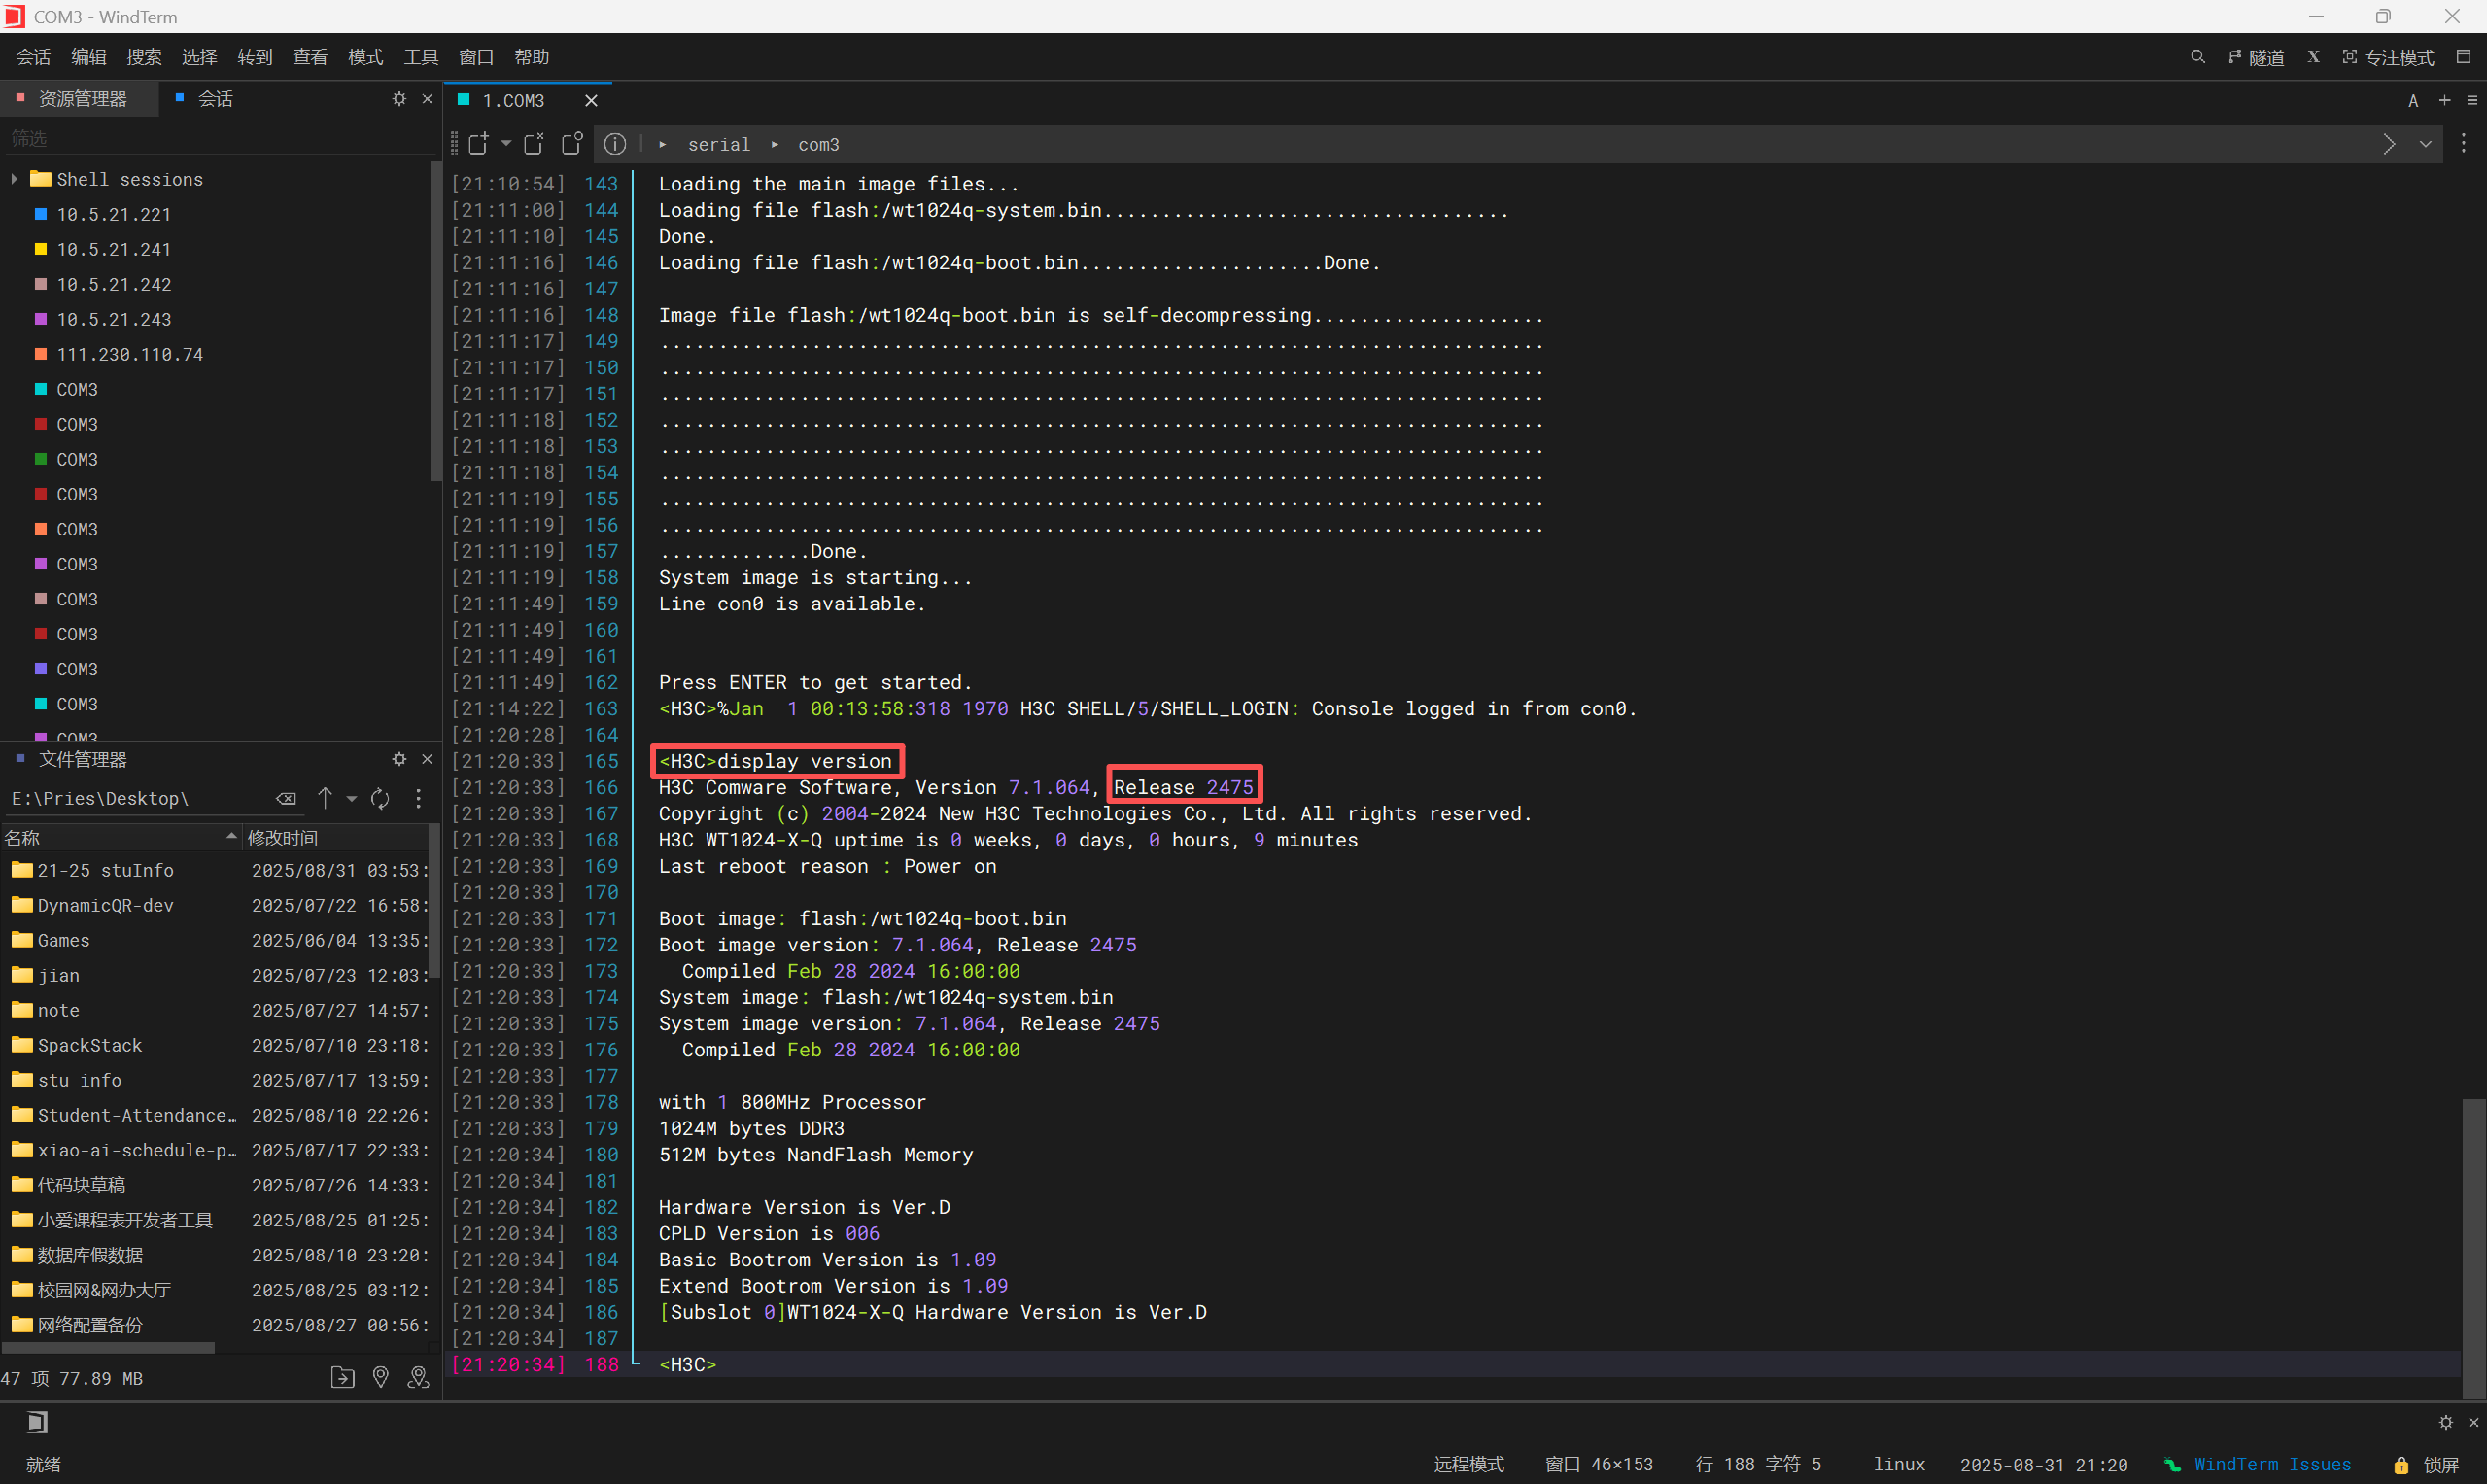 COM3 - WindTerm
会话 编辑 搜索 选择 转到 查看 模式 工具 窗口 帮助
隧道 X 专注模式
资源管理器 会话
1.COM3
A
筛选
serial com3
Shell sessions
10.5.21.221
10.5.21.241
10.5.21.242
10.5.21.243
111.230.110.74
COM3
COM3
COM3
COM3
COM3
COM3
COM3
COM3
COM3
COM3
COM3
文件管理器
E:\Pries\Desktop\
名称 修改时间
21-25 stuInfo 2025/08/31 03:53:
DynamicQR-dev 2025/07/22 16:58:
Games 2025/06/04 13:35:
jian 2025/07/23 12:03:
note 2025/07/27 14:57:
SpackStack 2025/07/10 23:18:
stu_info 2025/07/17 13:59:
Student-Attendance… 2025/08/10 22:26:
xiao-ai-schedule-p… 2025/07/17 22:33:
代码块草稿 2025/07/26 14:33:
小爱课程表开发者工具 2025/08/25 01:25:
数据库假数据 2025/08/10 23:20:
校园网&网办大厅 2025/08/25 03:12:
网络配置备份 2025/08/27 00:56:
47 项 77.89 MB
[21:10:54] 143 Loading the main image files...
[21:11:00] 144 Loading file flash:/wt1024q-system.bin...................................
[21:11:10] 145 Done.
[21:11:16] 146 Loading file flash:/wt1024q-boot.bin.....................Done.
[21:11:16] 147
[21:11:16] 148 Image file flash:/wt1024q-boot.bin is self-decompressing....................
[21:11:17] 149 ............................................................................
[21:11:17] 150 ............................................................................
[21:11:17] 151 ............................................................................
[21:11:18] 152 ............................................................................
[21:11:18] 153 ............................................................................
[21:11:18] 154 ............................................................................
[21:11:19] 155 ............................................................................
[21:11:19] 156 ............................................................................
[21:11:19] 157 .............Done.
[21:11:19] 158 System image is starting...
[21:11:49] 159 Line con0 is available.
[21:11:49] 160
[21:11:49] 161
[21:11:49] 162 Press ENTER to get started.
[21:14:22] 163 <H3C>%Jan  1 00:13:58:318 1970 H3C SHELL/5/SHELL_LOGIN: Console logged in from con0.
[21:20:28] 164
[21:20:33] 165 <H3C>display version
[21:20:33] 166 H3C Comware Software, Version 7.1.064, Release 2475
[21:20:33] 167 Copyright (c) 2004-2024 New H3C Technologies Co., Ltd. All rights reserved.
[21:20:33] 168 H3C WT1024-X-Q uptime is 0 weeks, 0 days, 0 hours, 9 minutes
[21:20:33] 169 Last reboot reason : Power on
[21:20:33] 170
[21:20:33] 171 Boot image: flash:/wt1024q-boot.bin
[21:20:33] 172 Boot image version: 7.1.064, Release 2475
[21:20:33] 173   Compiled Feb 28 2024 16:00:00
[21:20:33] 174 System image: flash:/wt1024q-system.bin
[21:20:33] 175 System image version: 7.1.064, Release 2475
[21:20:33] 176   Compiled Feb 28 2024 16:00:00
[21:20:33] 177
[21:20:33] 178 with 1 800MHz Processor
[21:20:33] 179 1024M bytes DDR3
[21:20:34] 180 512M bytes NandFlash Memory
[21:20:34] 181
[21:20:34] 182 Hardware Version is Ver.D
[21:20:34] 183 CPLD Version is 006
[21:20:34] 184 Basic Bootrom Version is 1.09
[21:20:34] 185 Extend Bootrom Version is 1.09
[21:20:34] 186 [Subslot 0]WT1024-X-Q Hardware Version is Ver.D
[21:20:34] 187
[21:20:34] 188 <H3C>
就绪 远程模式 窗口 46×153 行 188 字符 5 linux 2025-08-31 21:20 WindTerm Issues 锁屏